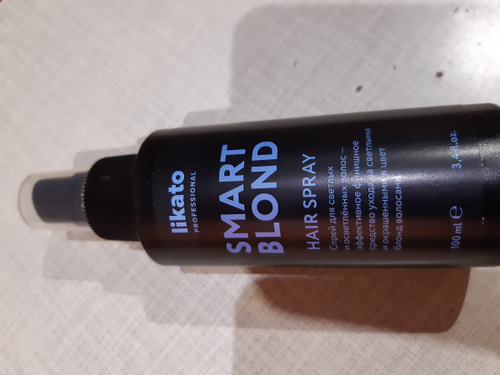 likato
PROFESSIONAL
SMART
BLOND
HAIR SPRAY
Спрей для светлых
и осветлённых волос –
эффективное финишное
средство ухода за светлыми
и окрашенными в цвет
блонд волосами
100 ml ℮ 3,4 fl.oz.